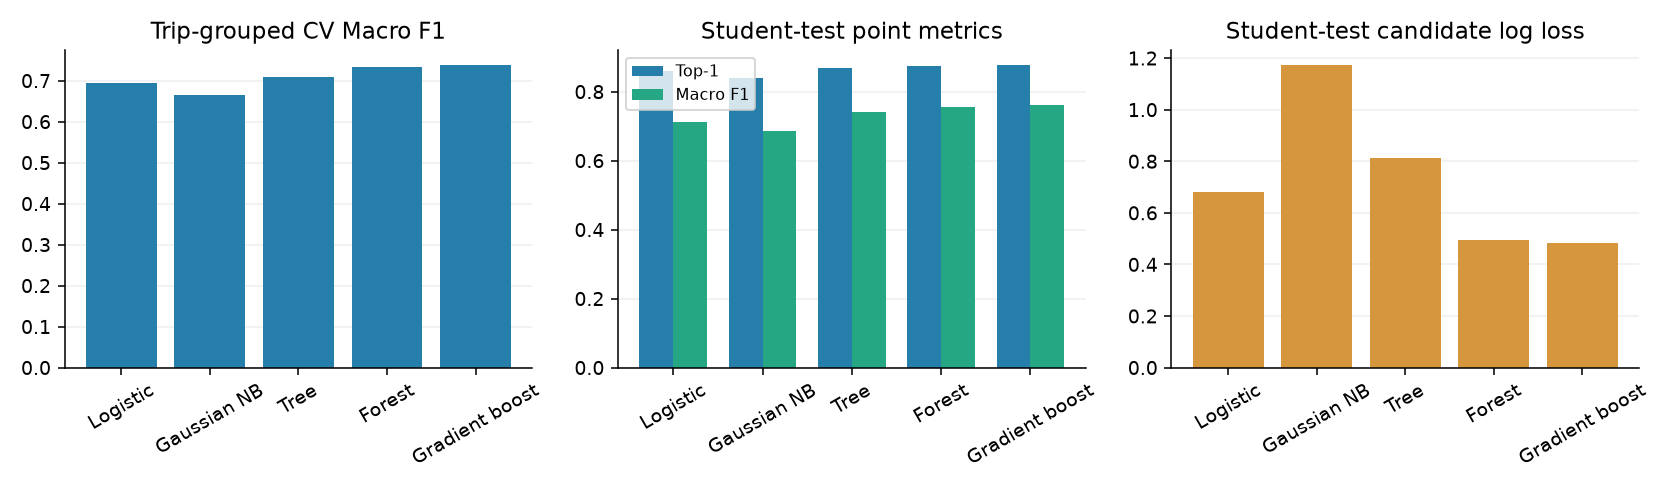 Trip-grouped CV Macro F1
0.7
0.6
0.5
0.4
0.3
0.2
0.1
0.0
Logistic
Gaussian NB
Tree
Forest
Gradient boost
Student-test point metrics
Top-1
Macro F1
0.8
0.6
0.4
0.2
0.0
Logistic
Gaussian NB
Tree
Forest
Gradient boost
Student-test candidate log loss
1.2
1.0
0.8
0.6
0.4
0.2
0.0
Logistic
Gaussian NB
Tree
Forest
Gradient boost